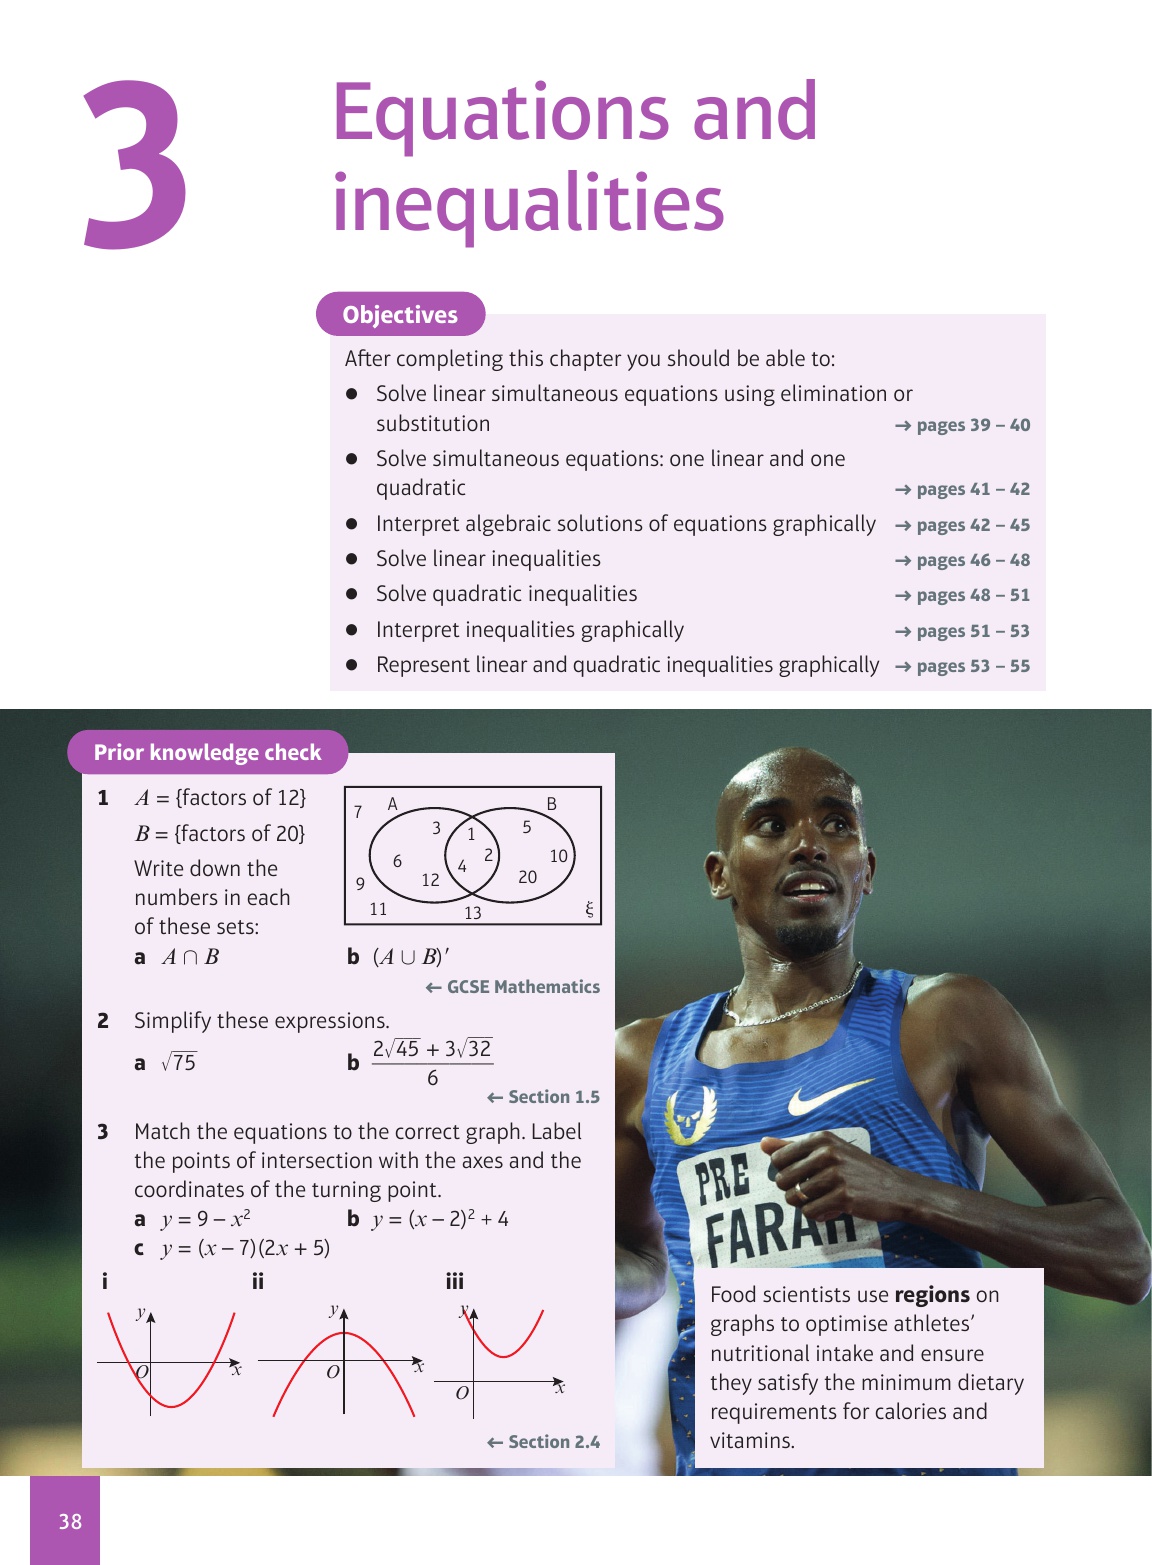 3
Equations and
inequalities
Objectives
After completing this chapter you should be able to:
● Solve linear simultaneous equations using elimination or
substitution → pages 39 – 40
● Solve simultaneous equations: one linear and one
quadratic → pages 41 – 42
● Interpret algebraic solutions of equations graphically → pages 42 – 45
● Solve linear inequalities → pages 46 – 48
● Solve quadratic inequalities → pages 48 – 51
● Interpret inequalities graphically → pages 51 – 53
● Represent linear and quadratic inequalities graphically → pages 53 – 55
Prior knowledge check
1 A = {factors of 12}
B = {factors of 20}
Write down the
numbers in each
of these sets:
7 A B
3 1 5
6 4 2 10
12 20
9
11 13 ξ
a A ∩ B b (A ∪ B)′
← GCSE Mathematics
2 Simplify these expressions.
a √75 b (2√45 + 3√32)/6
← Section 1.5
3 Match the equations to the correct graph. Label
the points of intersection with the axes and the
coordinates of the turning point.
a y = 9 – x² b y = (x – 2)² + 4
c y = (x – 7)(2x + 5)
i ii iii
y y y
O x O x O x
← Section 2.4
PRE
FARAH
Food scientists use regions on
graphs to optimise athletes’
nutritional intake and ensure
they satisfy the minimum dietary
requirements for calories and
vitamins.
38